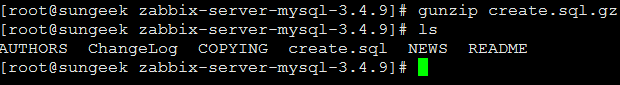 [root@sungeek zabbix-server-mysql-3.4.9]# gunzip create.sql.gz
[root@sungeek zabbix-server-mysql-3.4.9]# ls
AUTHORS  ChangeLog  COPYING  create.sql  NEWS  README
[root@sungeek zabbix-server-mysql-3.4.9]#